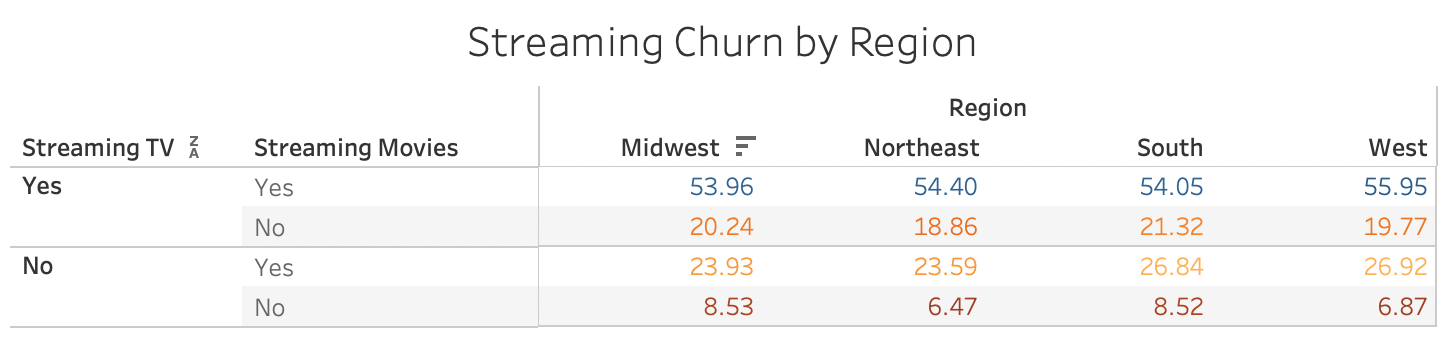 Streaming Churn by Region
Region
Streaming TV Streaming Movies Midwest Northeast South West
Yes Yes 53.96 54.40 54.05 55.95
No 20.24 18.86 21.32 19.77
No Yes 23.93 23.59 26.84 26.92
No 8.53 6.47 8.52 6.87